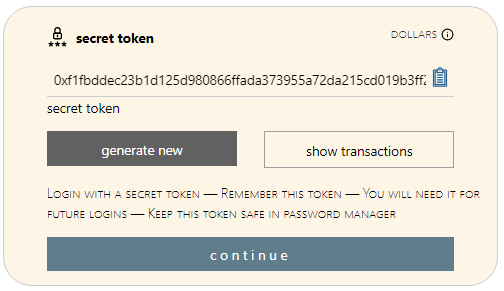 secret token
DOLLARS
0xf1fbddec23b1d125d980866ffada373955a72da215cd019b3ff2
secret token
generate new
show transactions
Login with a secret token — Remember this token — You will need it for
future logins — Keep this token safe in password manager
continue